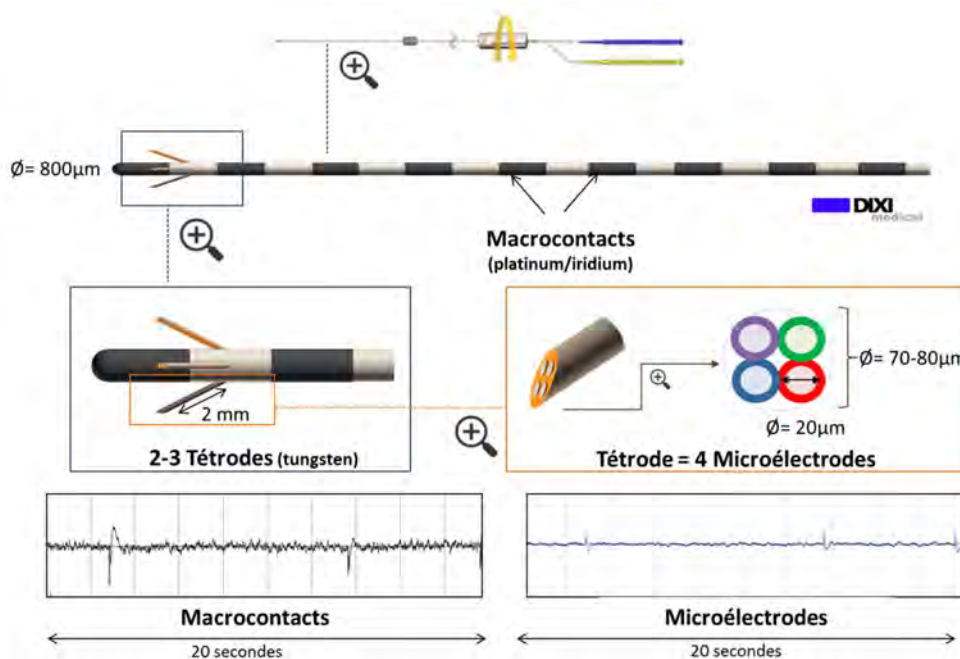 Ø= 800µm
DIXI
medical
Macrocontacts
(platinum/iridium)
2 mm
2-3 Tétrodes (tungsten)
Ø= 70-80µm
Ø= 20µm
Tétrode = 4 Microélectrodes
Macrocontacts
20 secondes
Microélectrodes
20 secondes